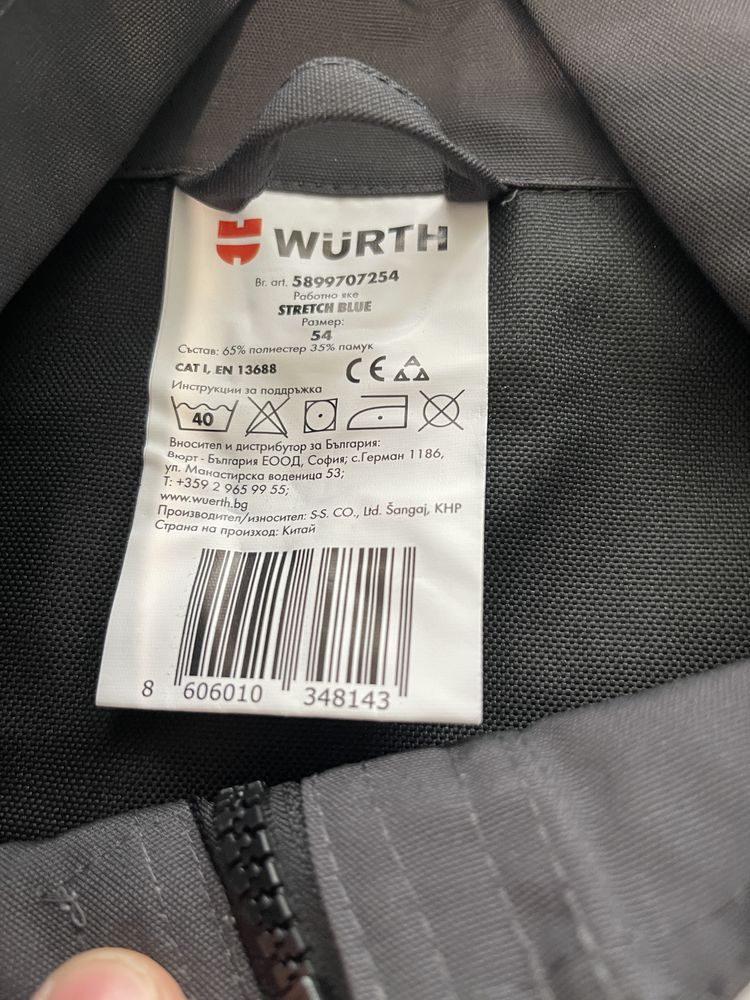 WÜRTH
Br. art. 5899707254
Работно яке
STRETCH BLUE
Размер:
54
Състав: 65% полиестер 35% памук
CAT I, EN 13688 CE
Инструкции за поддръжка
40
Вносител и дистрибутор за България:
Вюрт - България ЕООД, София; с.Герман 1186,
ул. Манастирска воденица 53;
Т: +359 2 965 99 55;
www.wuerth.bg
Производител/износител: S-S. CO., Ltd. Šangaj, KHP
Страна на произход: Китай
8 606010 348143